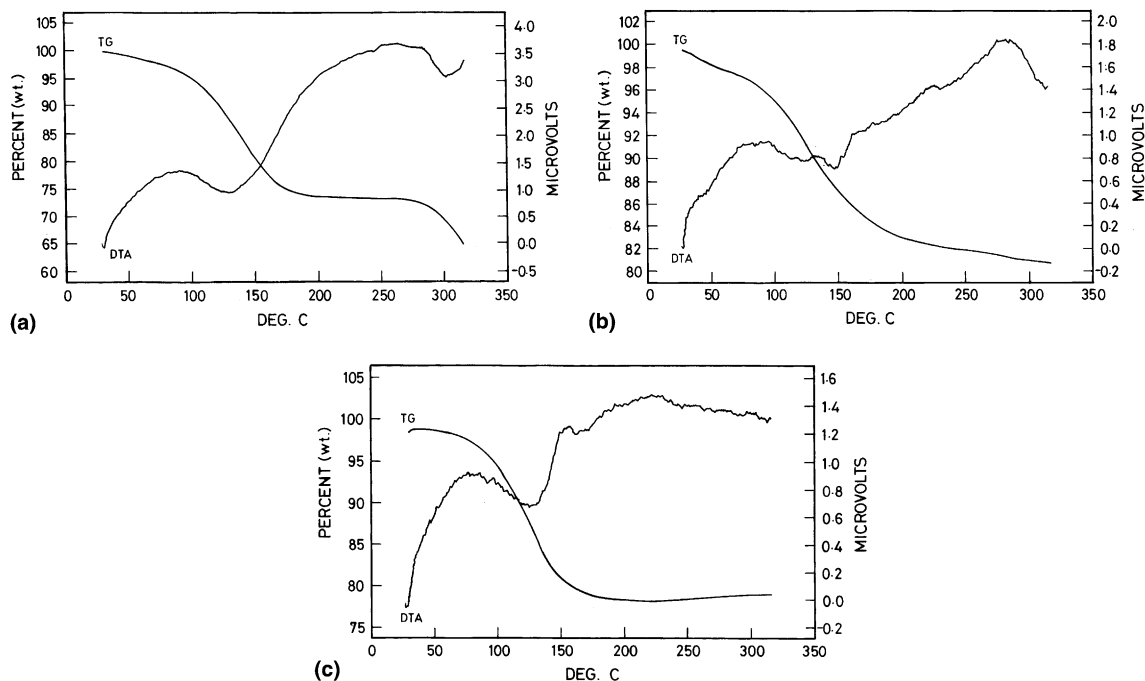 105
100
95
90
85
80
75
70
65
60
PERCENT (wt.)
TG
DTA
4·0
3·5
3·0
2·5
2·0
1·5
1·0
0·5
0·0
-0·5
MICROVOLTS
0 50 100 150 200 250 300 350
DEG. C
(a)
102
100
98
96
94
92
90
88
86
84
82
80
PERCENT (wt.)
TG
DTA
2·0
1·8
1·6
1·4
1·2
1·0
0·8
0·6
0·4
0·2
0·0
-0·2
MICROVOLTS
0 50 100 150 200 250 300 350
DEG. C
(b)
105
100
95
90
85
80
75
PERCENT (wt.)
TG
DTA
1·6
1·4
1·2
1·0
0·8
0·6
0·4
0·2
0·0
-0·2
MICROVOLTS
0 50 100 150 200 250 300 350
DEG. C
(c)